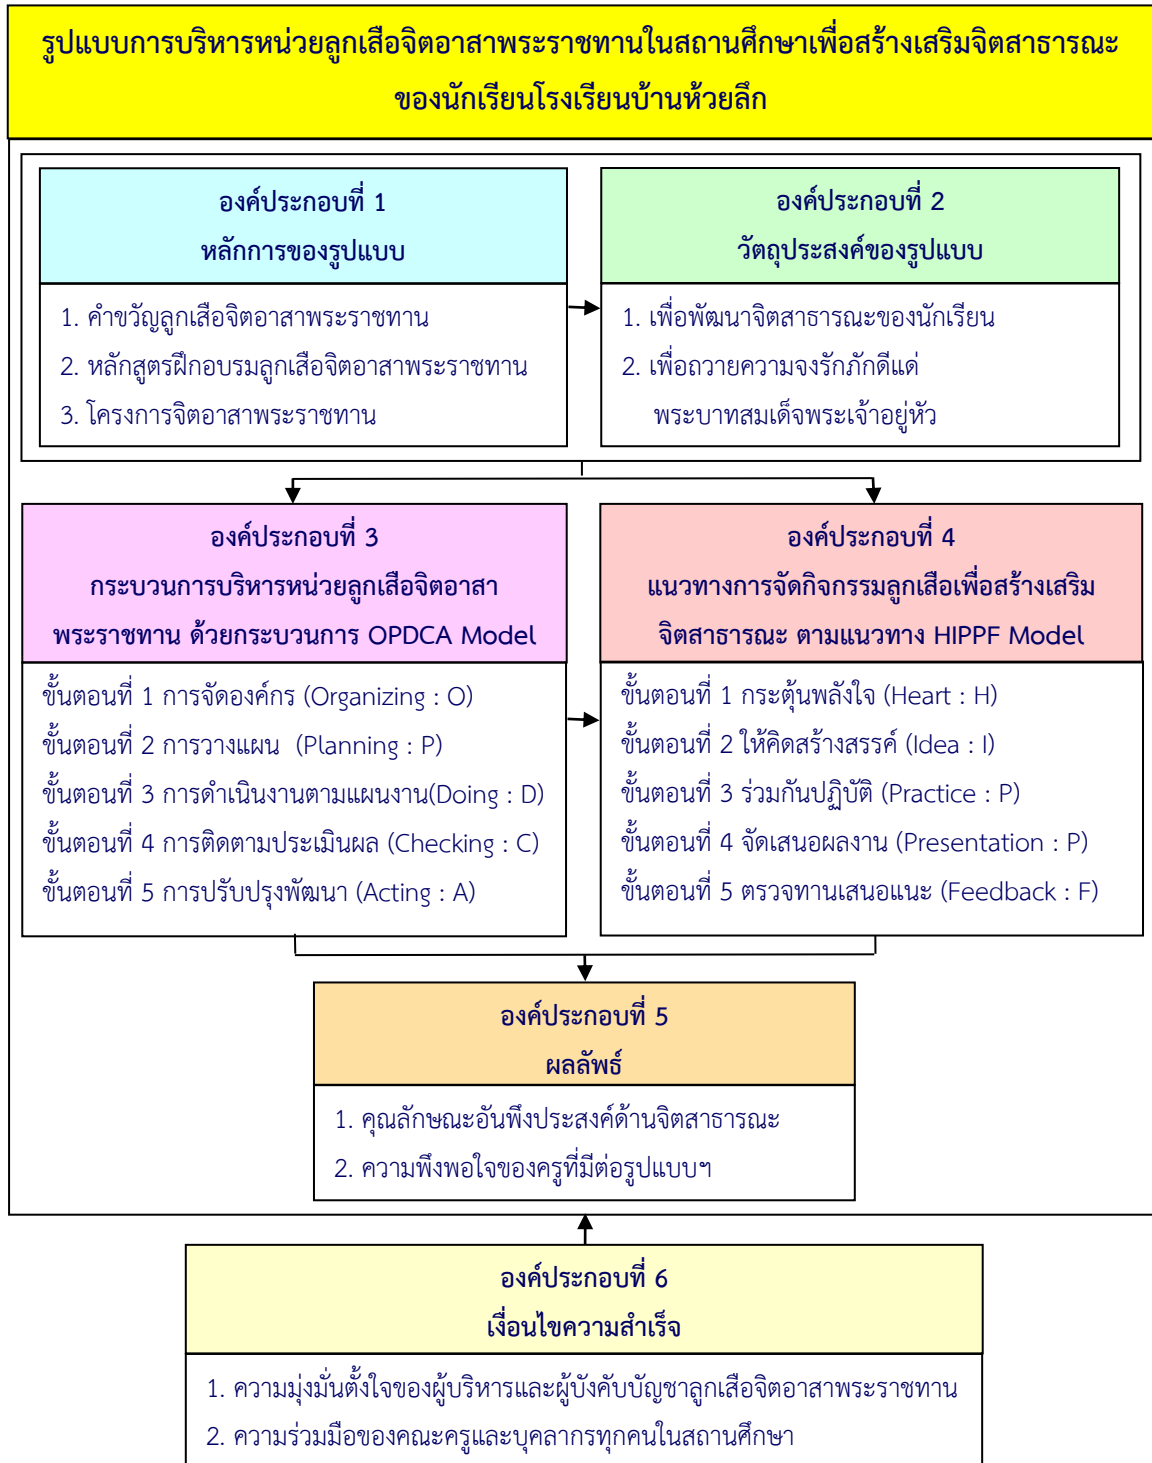 รูปแบบการบริหารหน่วยลูกเสือจิตอาสาพระราชทานในสถานศึกษาเพื่อสร้างเสริมจิตสาธารณะ
ของนักเรียนโรงเรียนบ้านห้วยลึก
องค์ประกอบที่ 1
หลักการของรูปแบบ
1. คำขวัญลูกเสือจิตอาสาพระราชทาน
2. หลักสูตรฝึกอบรมลูกเสือจิตอาสาพระราชทาน
3. โครงการจิตอาสาพระราชทาน
องค์ประกอบที่ 2
วัตถุประสงค์ของรูปแบบ
1. เพื่อพัฒนาจิตสาธารณะของนักเรียน
2. เพื่อถวายความจงรักภักดีแด่
พระบาทสมเด็จพระเจ้าอยู่หัว
องค์ประกอบที่ 3
กระบวนการบริหารหน่วยลูกเสือจิตอาสา
พระราชทาน ด้วยกระบวนการ OPDCA Model
ขั้นตอนที่ 1 การจัดองค์กร (Organizing : O)
ขั้นตอนที่ 2 การวางแผน (Planning : P)
ขั้นตอนที่ 3 การดำเนินงานตามแผนงาน(Doing : D)
ขั้นตอนที่ 4 การติดตามประเมินผล (Checking : C)
ขั้นตอนที่ 5 การปรับปรุงพัฒนา (Acting : A)
องค์ประกอบที่ 4
แนวทางการจัดกิจกรรมลูกเสือเพื่อสร้างเสริม
จิตสาธารณะ ตามแนวทาง HIPPF Model
ขั้นตอนที่ 1 กระตุ้นพลังใจ (Heart : H)
ขั้นตอนที่ 2 ให้คิดสร้างสรรค์ (Idea : I)
ขั้นตอนที่ 3 ร่วมกันปฏิบัติ (Practice : P)
ขั้นตอนที่ 4 จัดเสนอผลงาน (Presentation : P)
ขั้นตอนที่ 5 ตรวจทานเสนอแนะ (Feedback : F)
องค์ประกอบที่ 5
ผลลัพธ์
1. คุณลักษณะอันพึงประสงค์ด้านจิตสาธารณะ
2. ความพึงพอใจของครูที่มีต่อรูปแบบฯ
องค์ประกอบที่ 6
เงื่อนไขความสำเร็จ
1. ความมุ่งมั่นตั้งใจของผู้บริหารและผู้บังคับบัญชาลูกเสือจิตอาสาพระราชทาน
2. ความร่วมมือของคณะครูและบุคลากรทุกคนในสถานศึกษา